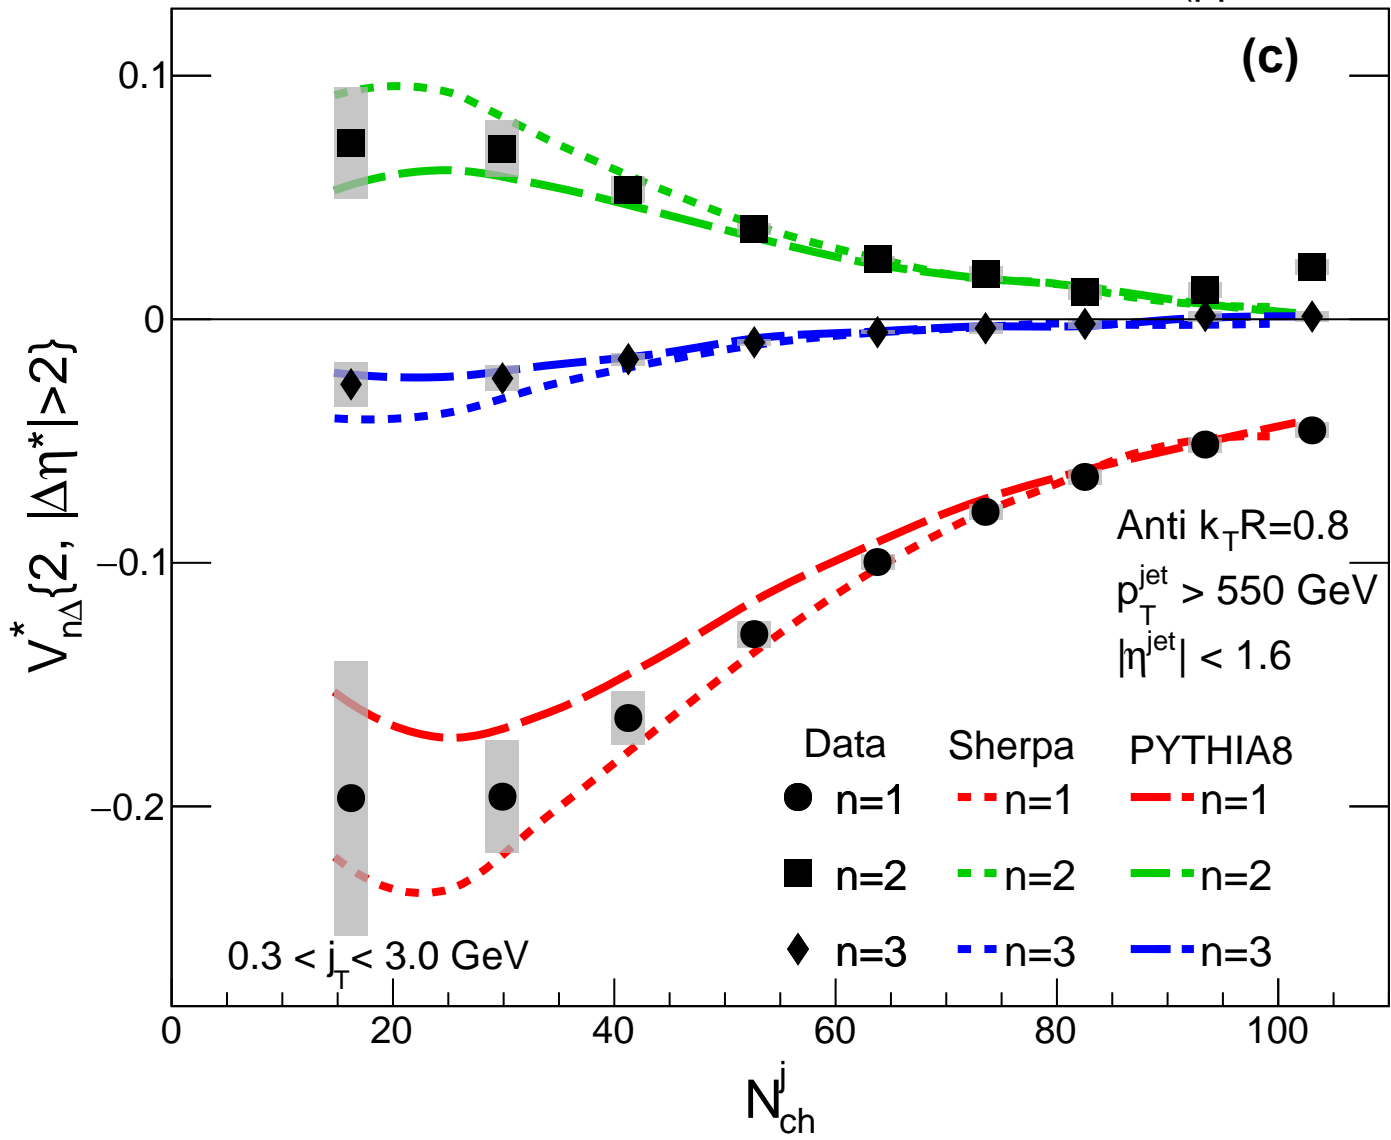 (c)
0.1
0
−0.1
−0.2
V*nΔ{2, |Δη*|>2}
Anti kT R=0.8
pTjet > 550 GeV
|ηjet| < 1.6
Data Sherpa PYTHIA8
n=1 n=1 n=1
n=2 n=2 n=2
n=3 n=3 n=3
0.3 < jT < 3.0 GeV
0 20 40 60 80 100
Njch